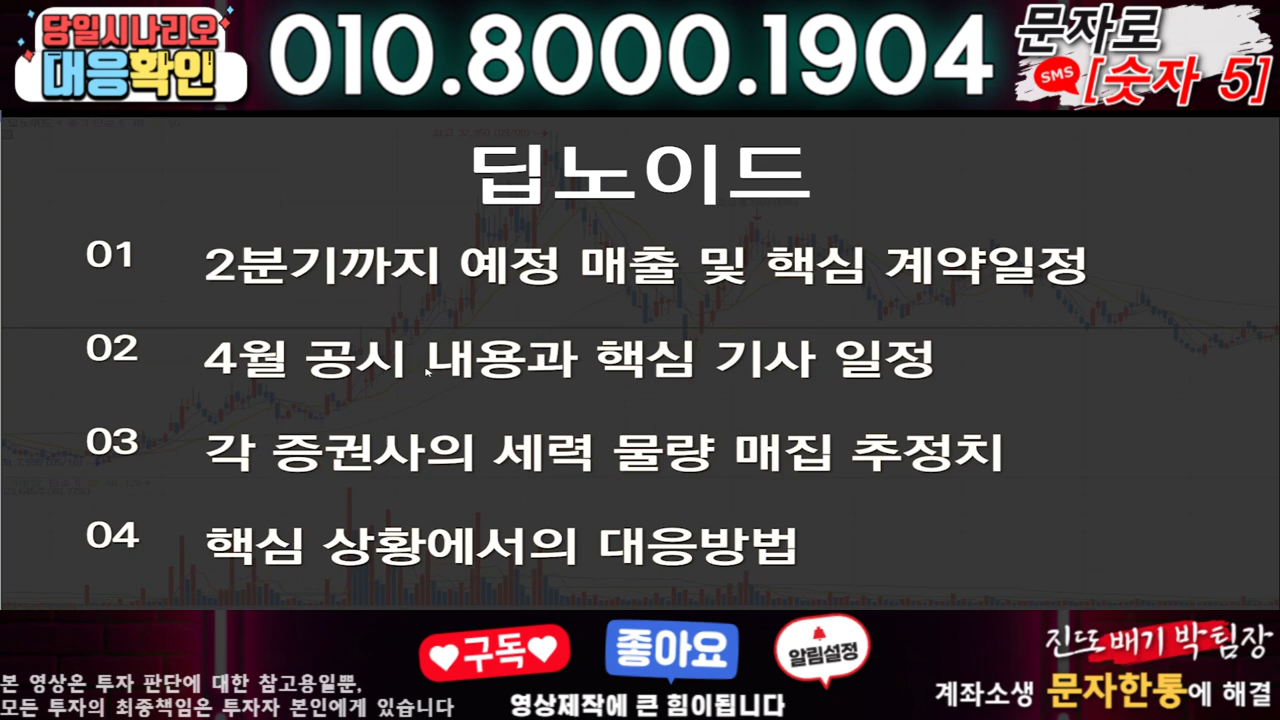 당일시나리오
대응확인
010.8000.1904
문자로
SMS [숫자 5]
딥노이드
01 2분기까지 예정 매출 및 핵심 계약일정
02 4월 공시 내용과 핵심 기사 일정
03 각 증권사의 세력 물량 매집 추정치
04 핵심 상황에서의 대응방법
구독
좋아요
알림설정
영상제작에 큰 힘이됩니다
본 영상은 투자 판단에 대한 참고용일뿐,
모든 투자의 최종책임은 투자자 본인에게 있습니다
진또배기 박팀장
계좌소생 문자한통에 해결